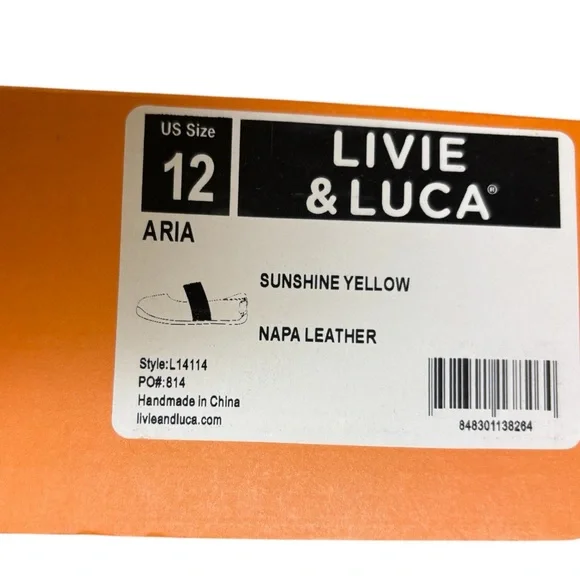 US Size
12
LIVIE
& LUCA®
ARIA
SUNSHINE YELLOW
NAPA LEATHER
Style:L14114
PO#:814
Handmade in China
livieandluca.com
848301138264